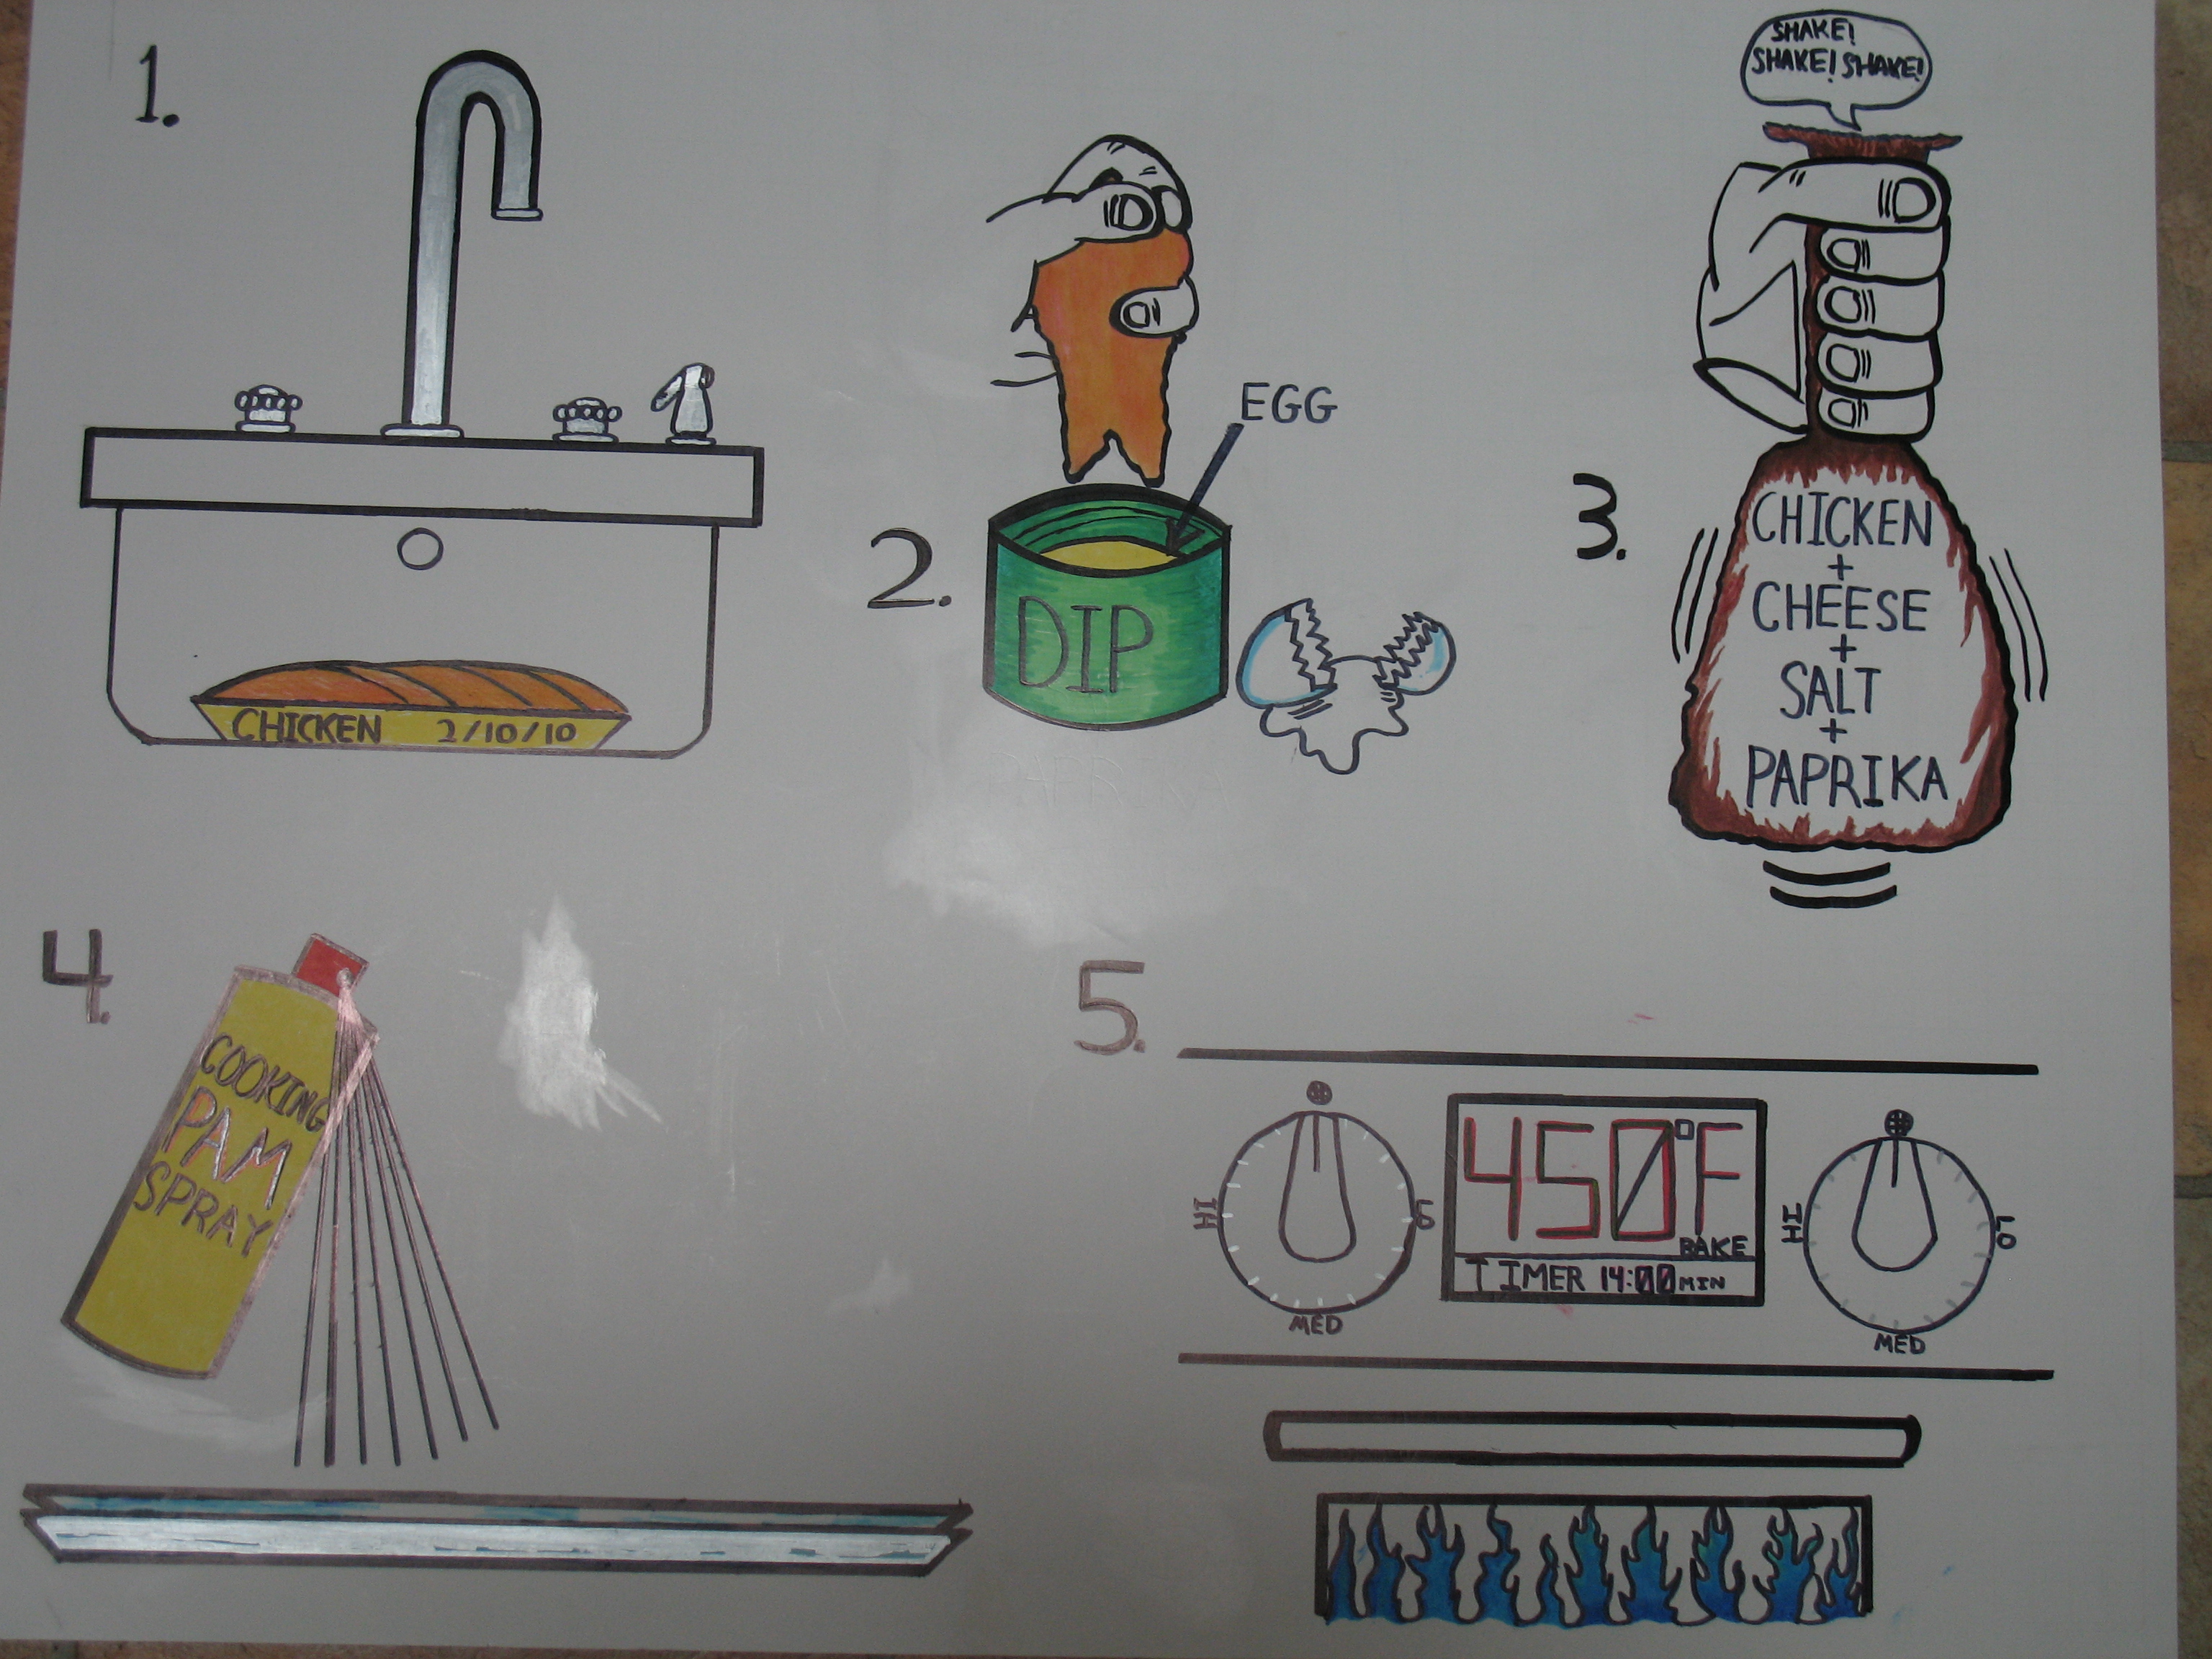 1.
CHICKEN 2/10/10
2.
EGG
DIP
PAPRIKA
SHAKE!
SHAKE! SHAKE!
3.
CHICKEN
+
CHEESE
+
SALT
+
PAPRIKA
4.
COOKING
PAM
SPRAY
5.
HI
LO
MED
450°F
BAKE
TIMER 14:00 MIN
HI
LO
MED